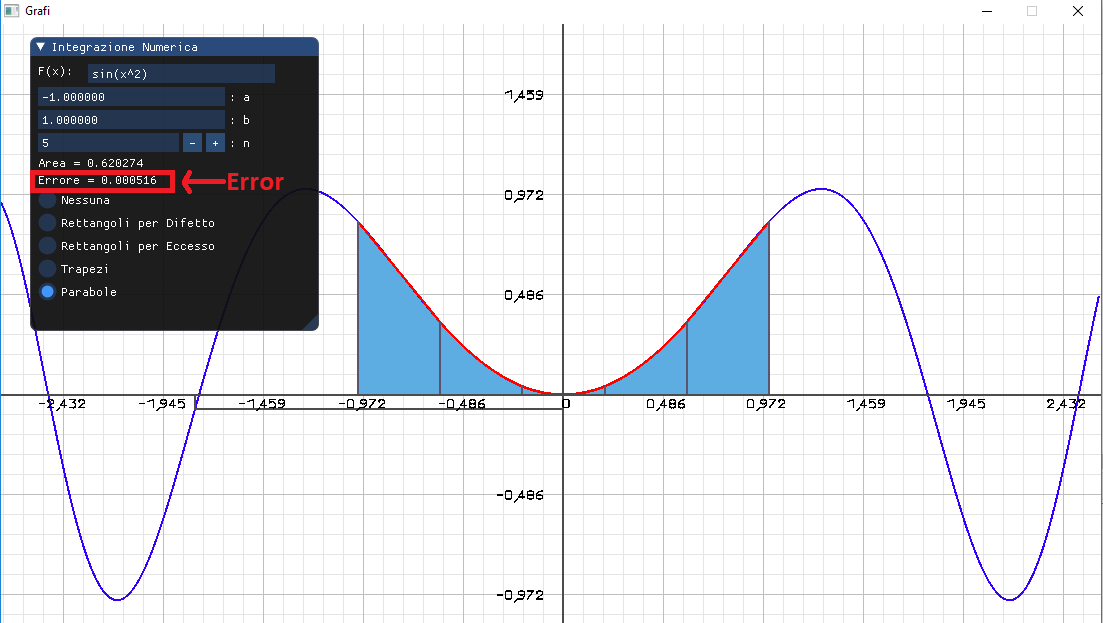 Grafi
Integrazione Numerica
F(x): sin(x^2)
-1.000000 : a
1.000000 : b
5 - + : n
Area = 0.620274
Errore = 0.000516 Error
Nessuna
Rettangoli per Difetto
Rettangoli per Eccesso
Trapezi
Parabole
1,459
0,972
0,486
-2,432 -1,945 -1,459 -0,972 -0,486 0 0,486 0,972 1,459 1,945 2,432
-0,486
-0,972